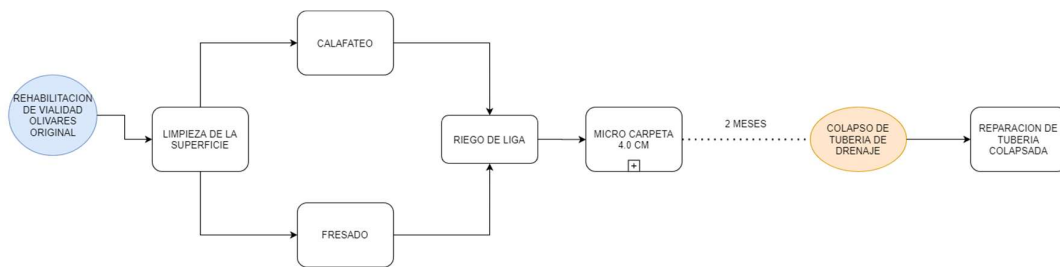 CALAFATEO
REHABILITACION
DE VIALIDAD
OLIVARES
ORIGINAL
LIMPIEZA DE LA
SUPERFICIE
RIEGO DE LIGA
MICRO CARPETA
4.0 CM
+
2 MESES
COLAPSO DE
TUBERIA DE
DRENAJE
REPARACION DE
TUBERIA
COLAPSADA
FRESADO